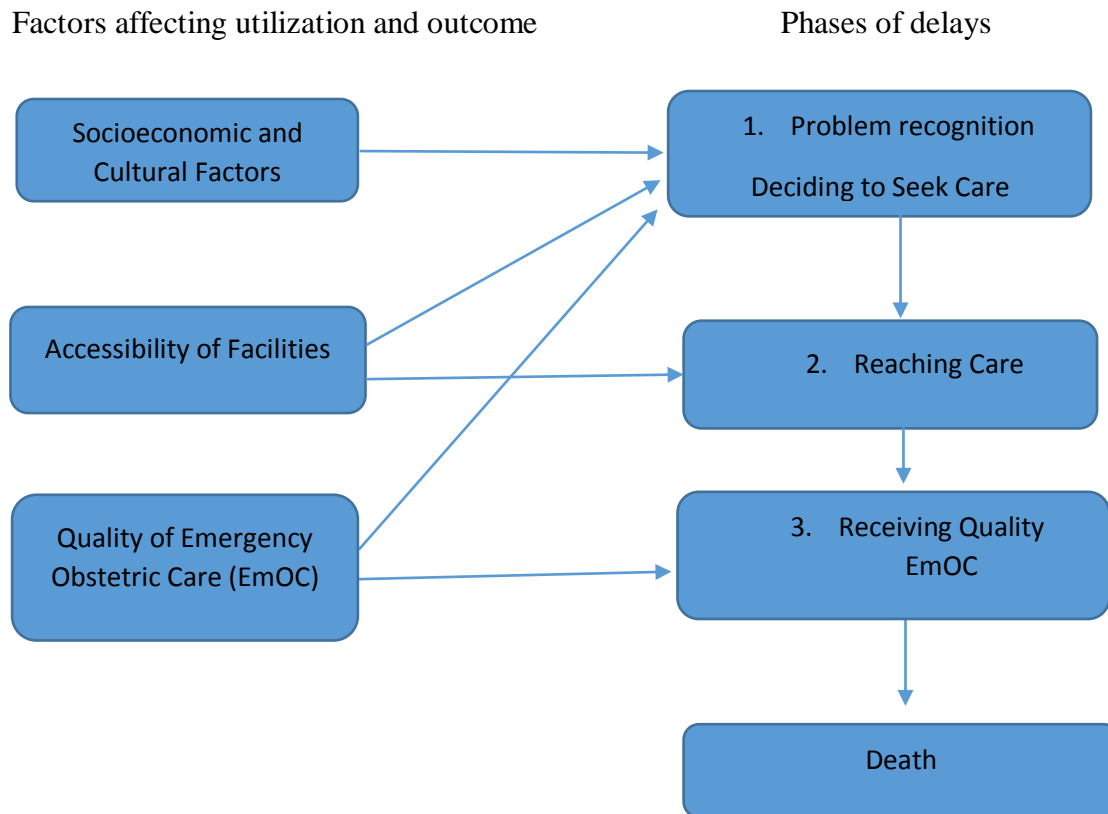 Factors affecting utilization and outcome
Phases of delays
Socioeconomic and
Cultural Factors
1. Problem recognition
Deciding to Seek Care
Accessibility of Facilities
2. Reaching Care
Quality of Emergency
Obstetric Care (EmOC)
3. Receiving Quality
EmOC
Death